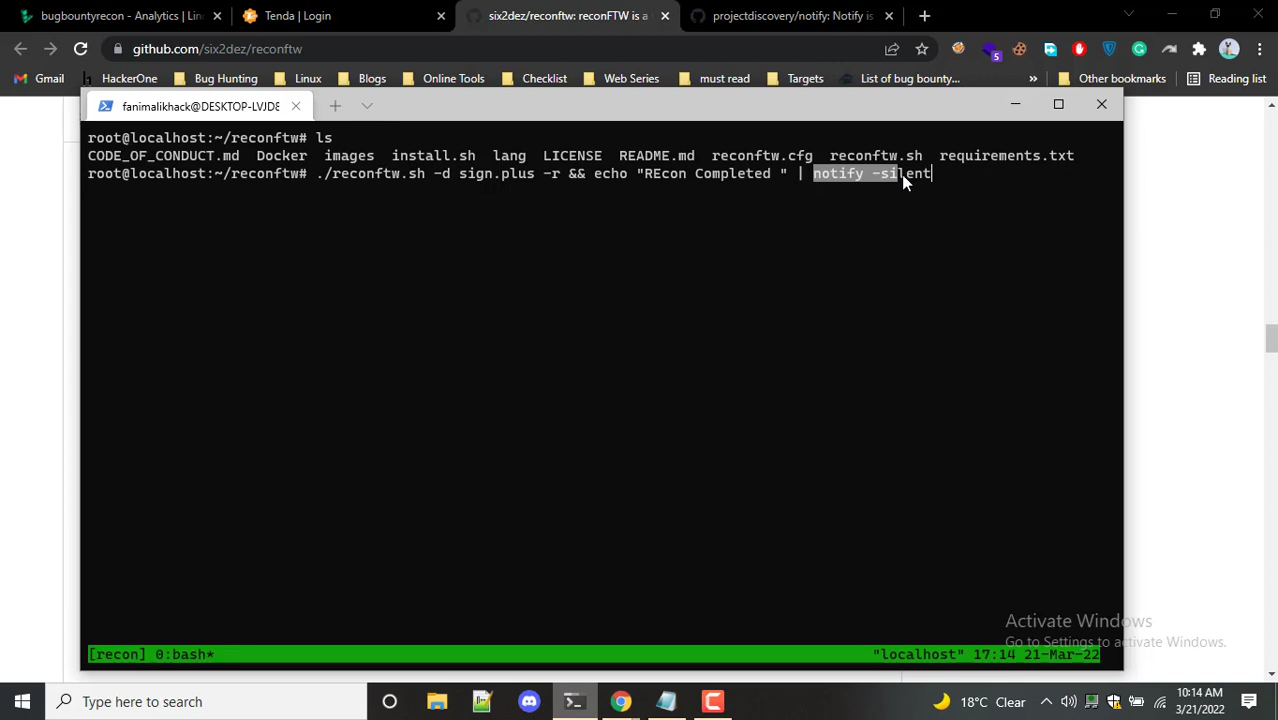 bugbountyrecon - Analytics | Lin
Tenda | Login
six2dez/reconftw: reconFTW is a
projectdiscovery/notify: Notify is
github.com/six2dez/reconftw
5
Gmail
HackerOne
Bug Hunting
Linux
Blogs
Online Tools
Checklist
Web Series
must read
Targets
List of bug bounty...
»
Other bookmarks
Reading list
fanimalikhack@DESKTOP-LVJDE
root@localhost:~/reconftw# ls
CODE_OF_CONDUCT.md Docker images install.sh lang LICENSE README.md reconftw.cfg reconftw.sh requirements.txt
root@localhost:~/reconftw# ./reconftw.sh -d sign.plus -r && echo "REcon Completed " | notify -silent
Activate Windows
Go to Settings to activate Windows.
[recon] 0:bash* "localhost" 17:14 21-Mar-22
Type here to search
18°C Clear
10:14 AM
3/21/2022